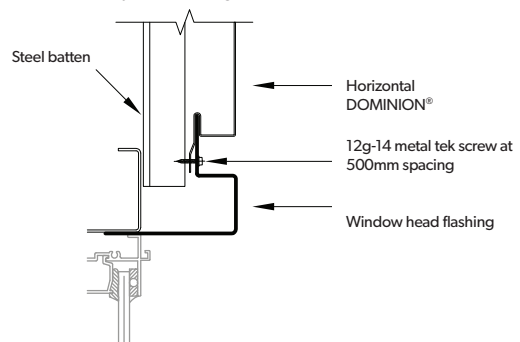 Steel batten
Horizontal
DOMINION®
12g-14 metal tek screw at
500mm spacing
Window head flashing